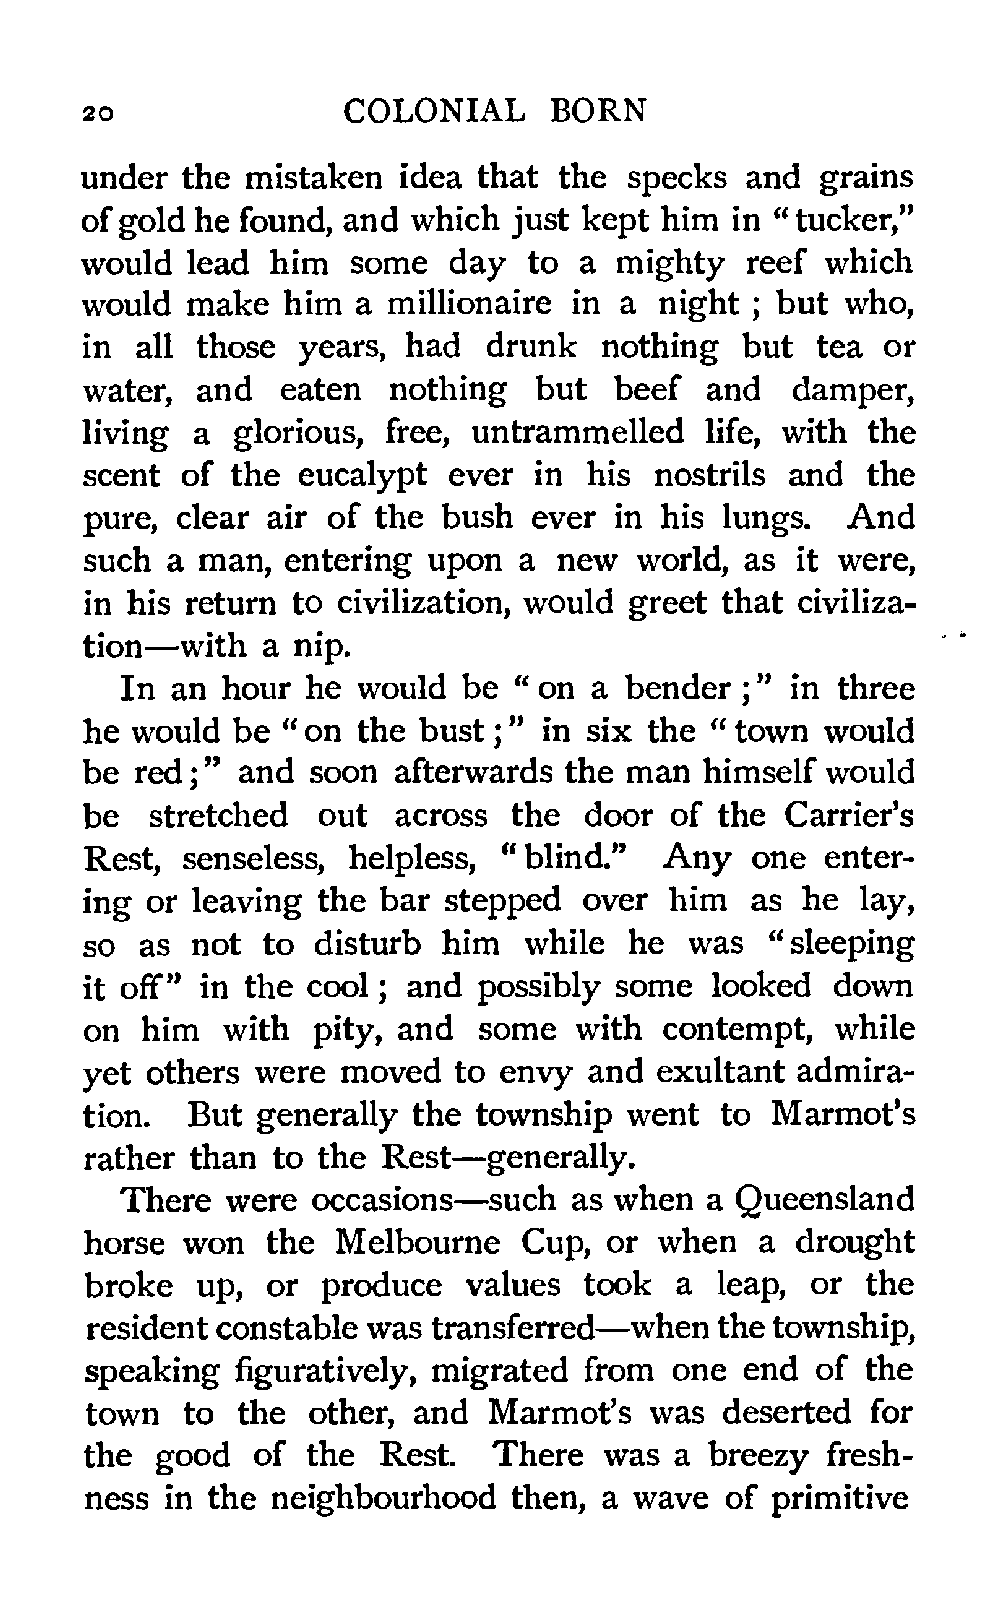 20 COLONIAL BORN
under the mistaken idea that the specks and grains
of gold he found, and which just kept him in “tucker,”
would lead him some day to a mighty reef which
would make him a millionaire in a night ; but who,
in all those years, had drunk nothing but tea or
water, and eaten nothing but beef and damper,
living a glorious, free, untrammelled life, with the
scent of the eucalypt ever in his nostrils and the
pure, clear air of the bush ever in his lungs. And
such a man, entering upon a new world, as it were,
in his return to civilization, would greet that civiliza-
tion—with a nip.
In an hour he would be “on a bender ;” in three
he would be “on the bust ;” in six the “town would
be red ;” and soon afterwards the man himself would
be stretched out across the door of the Carrier’s
Rest, senseless, helpless, “blind.” Any one enter-
ing or leaving the bar stepped over him as he lay,
so as not to disturb him while he was “sleeping
it off” in the cool ; and possibly some looked down
on him with pity, and some with contempt, while
yet others were moved to envy and exultant admira-
tion. But generally the township went to Marmot’s
rather than to the Rest—generally.
There were occasions—such as when a Queensland
horse won the Melbourne Cup, or when a drought
broke up, or produce values took a leap, or the
resident constable was transferred—when the township,
speaking figuratively, migrated from one end of the
town to the other, and Marmot’s was deserted for
the good of the Rest. There was a breezy fresh-
ness in the neighbourhood then, a wave of primitive